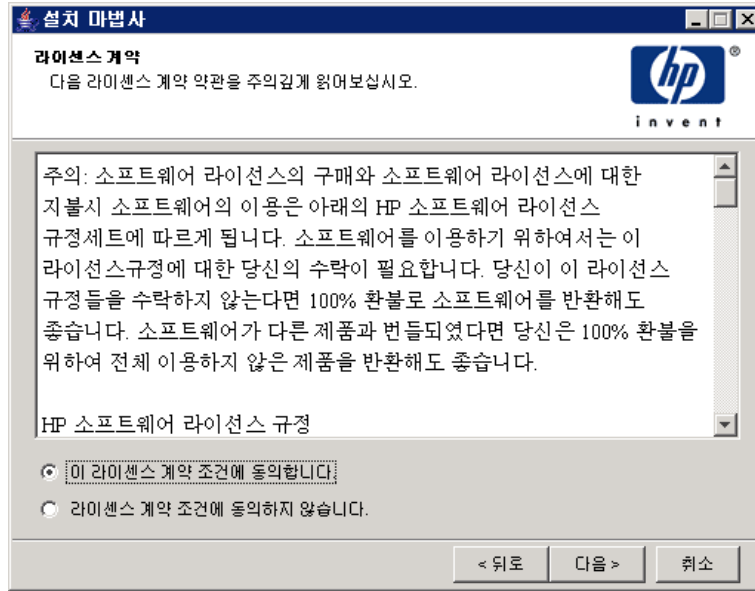 설치 마법사
라이센스 계약
다음 라이센스 계약 약관을 주의깊게 읽어보십시오.
hp
®
invent
주의: 소프트웨어 라이선스의 구매와 소프트웨어 라이선스에 대한
지불시 소프트웨어의 이용은 아래의 HP 소프트웨어 라이선스
규정세트에 따르게 됩니다. 소프트웨어를 이용하기 위하여서는 이
라이선스규정에 대한 당신의 수락이 필요합니다. 당신이 이 라이선스
규정들을 수락하지 않는다면 100% 환불로 소프트웨어를 반환해도
좋습니다. 소프트웨어가 다른 제품과 번들되였다면 당신은 100% 환불을
위하여 전체 이용하지 않은 제품을 반환해도 좋습니다.
HP 소프트웨어 라이선스 규정
이 라이센스 계약 조건에 동의합니다.
라이센스 계약 조건에 동의하지 않습니다.
< 뒤로
다음 >
취소